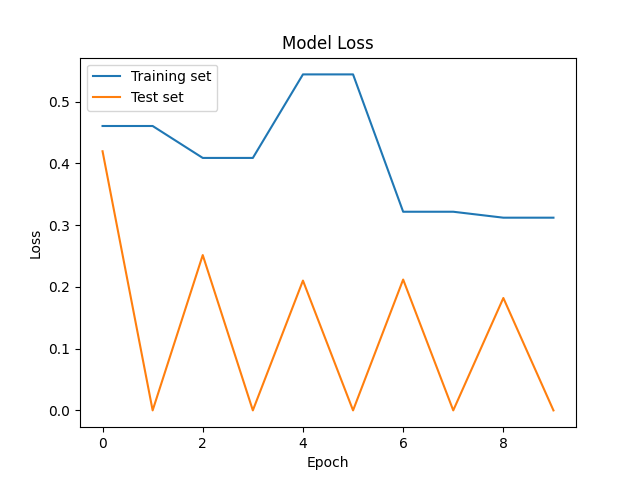 Model Loss
Training set
Test set
0.5
0.4
0.3
0.2
0.1
0.0
Loss
0 2 4 6 8
Epoch